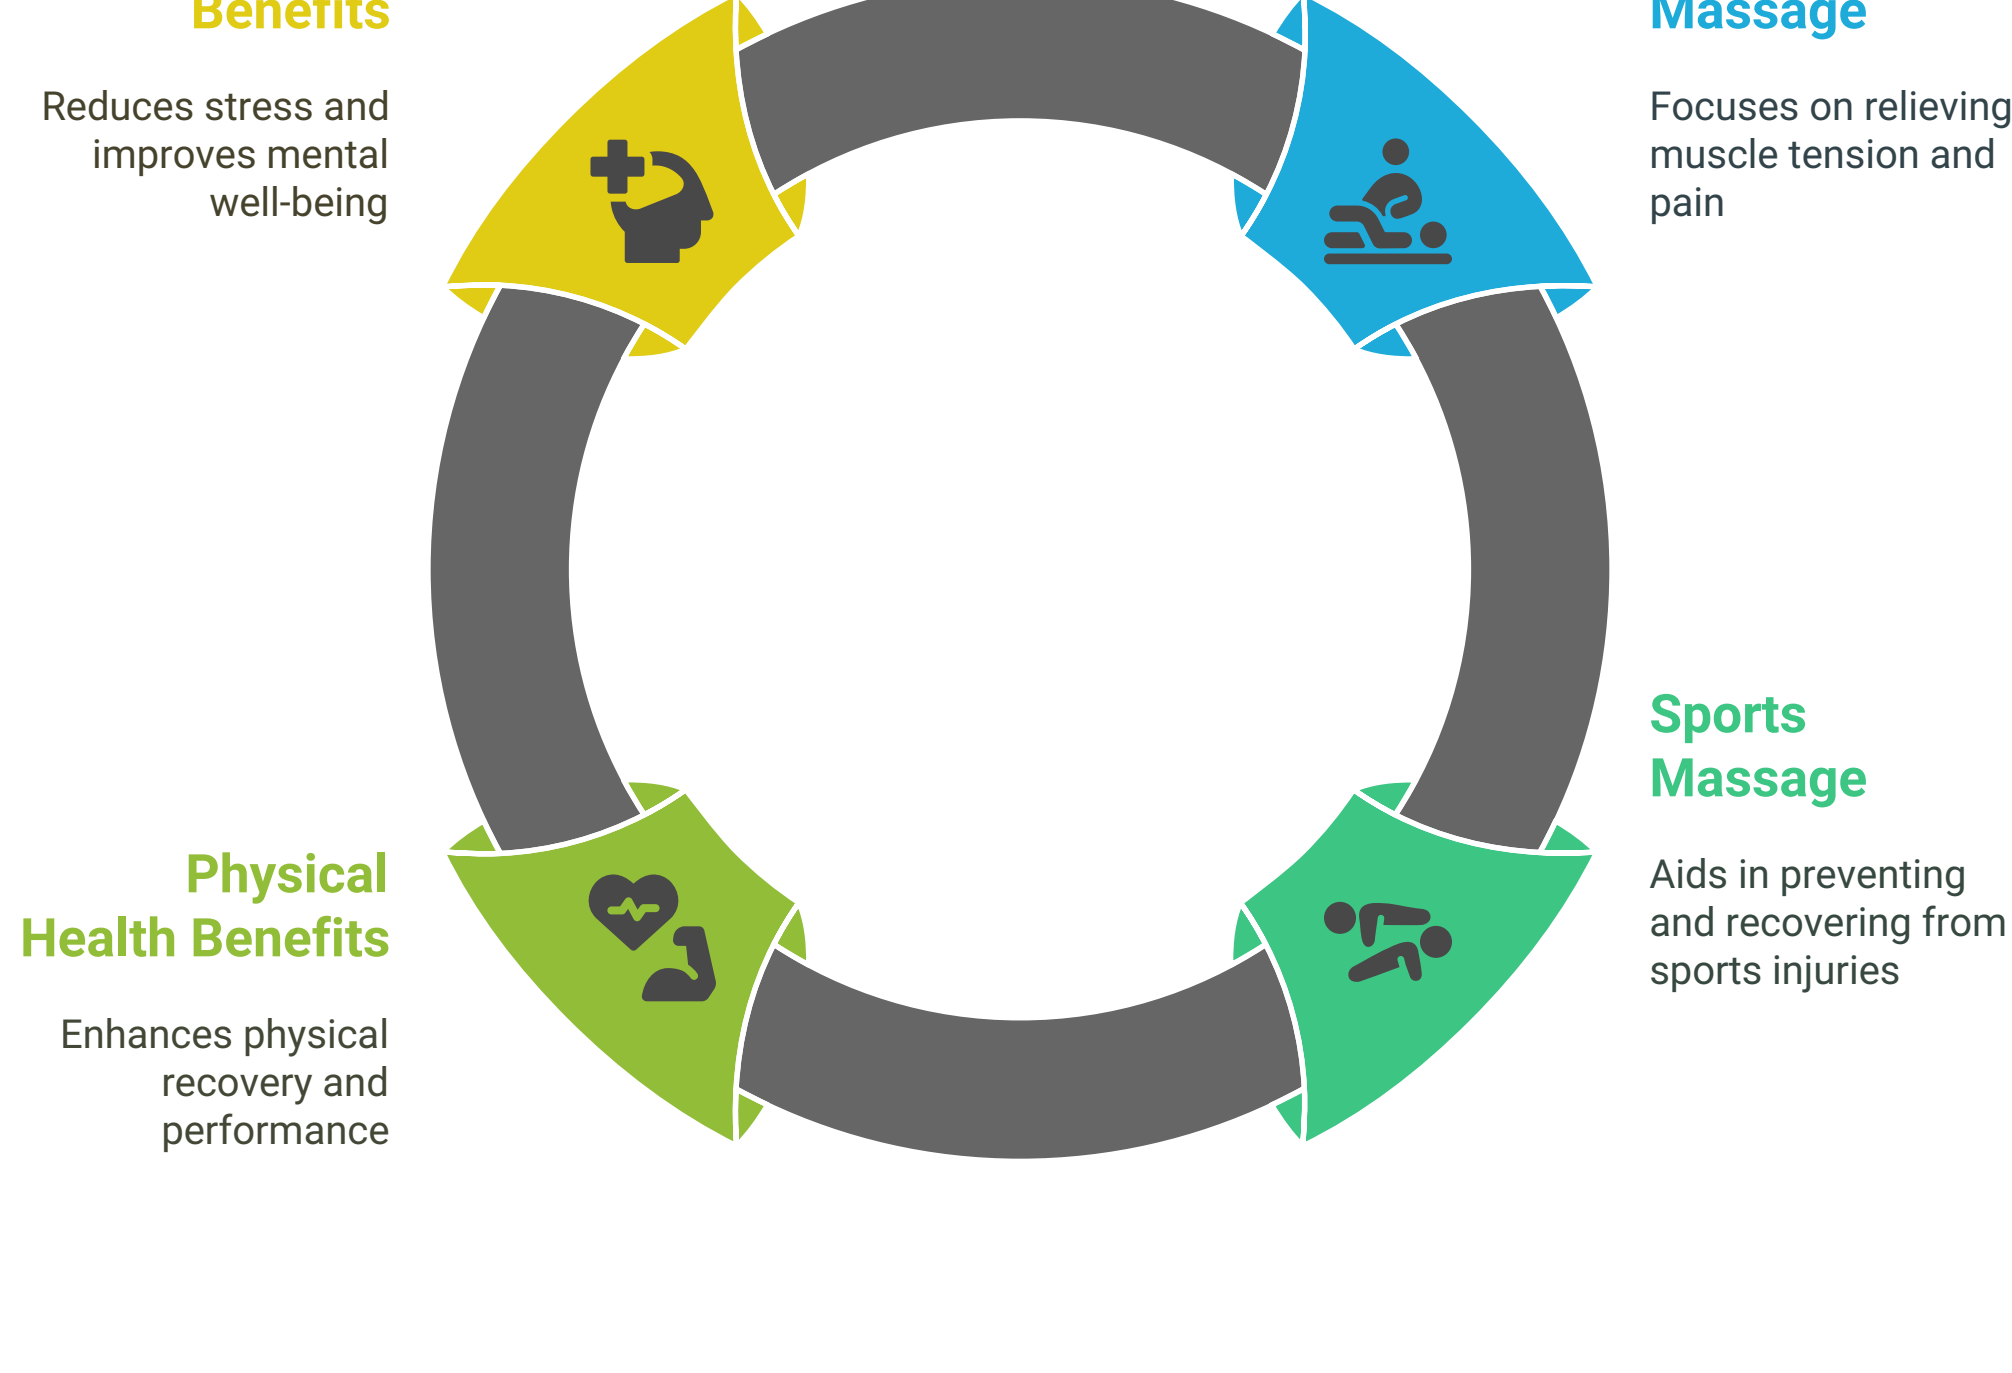 Benefits
Reduces stress and
improves mental
well-being
Massage
Focuses on relieving
muscle tension and
pain
Sports
Massage
Aids in preventing
and recovering from
sports injuries
Physical
Health Benefits
Enhances physical
recovery and
performance